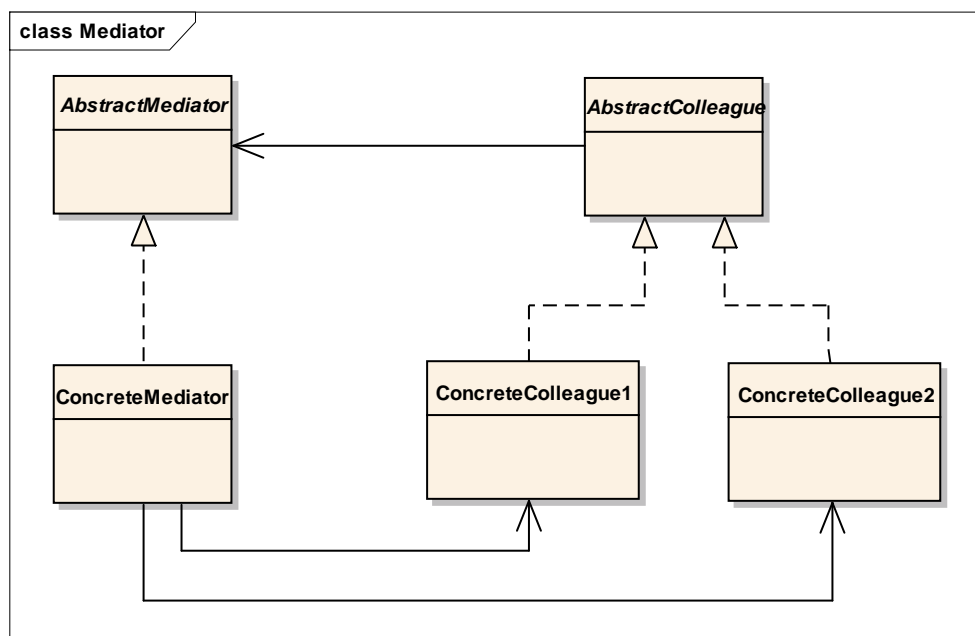 class Mediator
AbstractMediator
AbstractColleague
ConcreteMediator
ConcreteColleague1
ConcreteColleague2